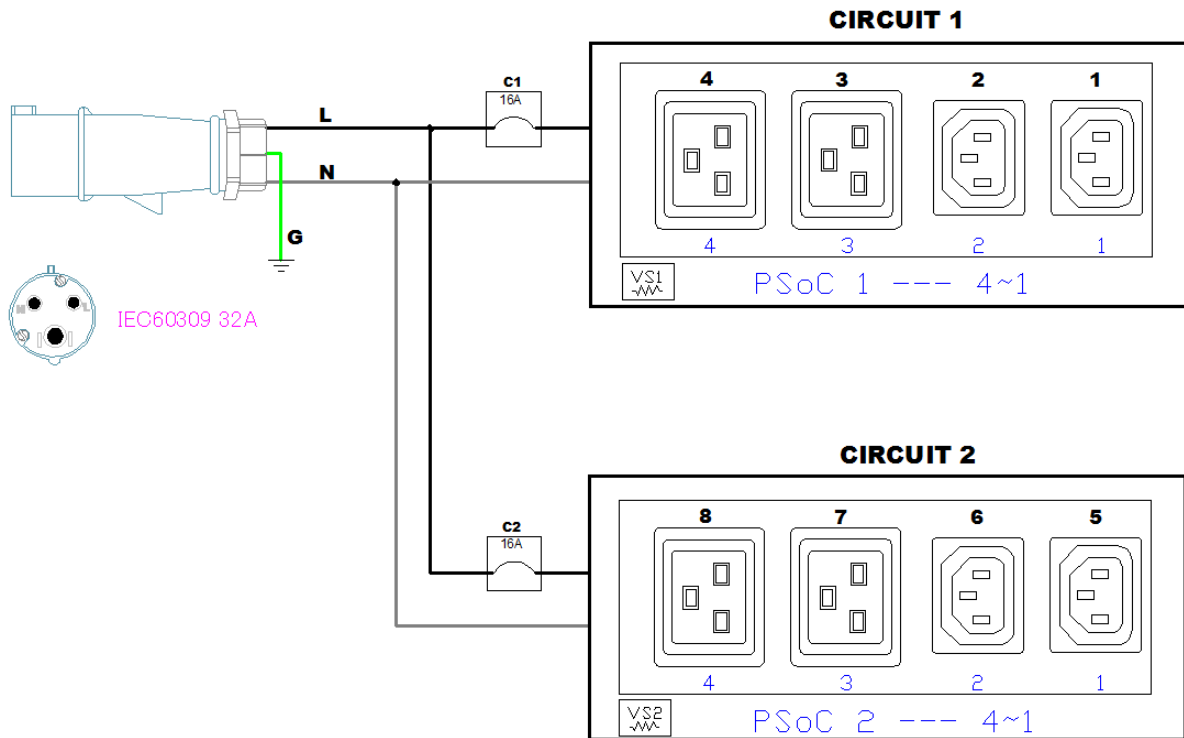 CIRCUIT 1
C1
16A
4 3 2 1
L
N
G
4 3 2 1
VS1
PSoC 1 --- 4~1
N L
IEC60309 32A
CIRCUIT 2
C2
16A
8 7 6 5
4 3 2 1
VS2
PSoC 2 --- 4~1